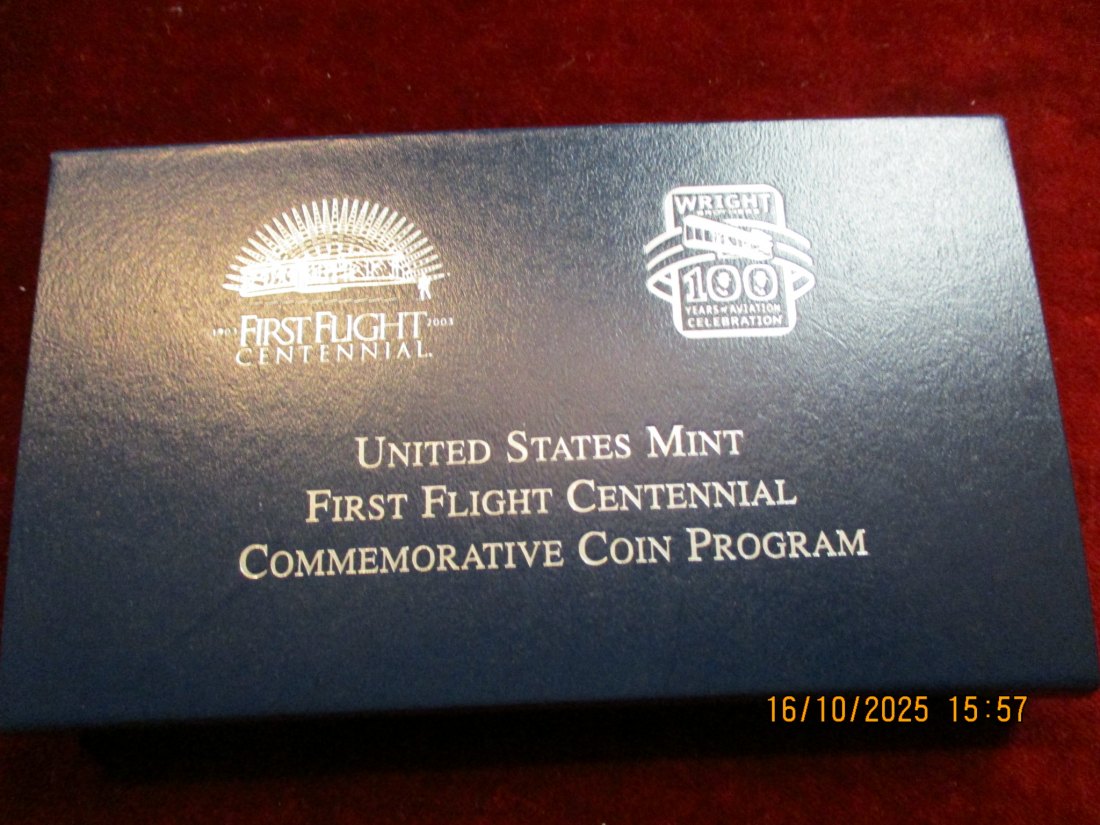 1903 FIRST FLIGHT 2003
CENTENNIAL.
WRIGHT
BROTHERS
100
YEARS OF AVIATION
CELEBRATION
UNITED STATES MINT
FIRST FLIGHT CENTENNIAL
COMMEMORATIVE COIN PROGRAM
16/10/2025 15:57